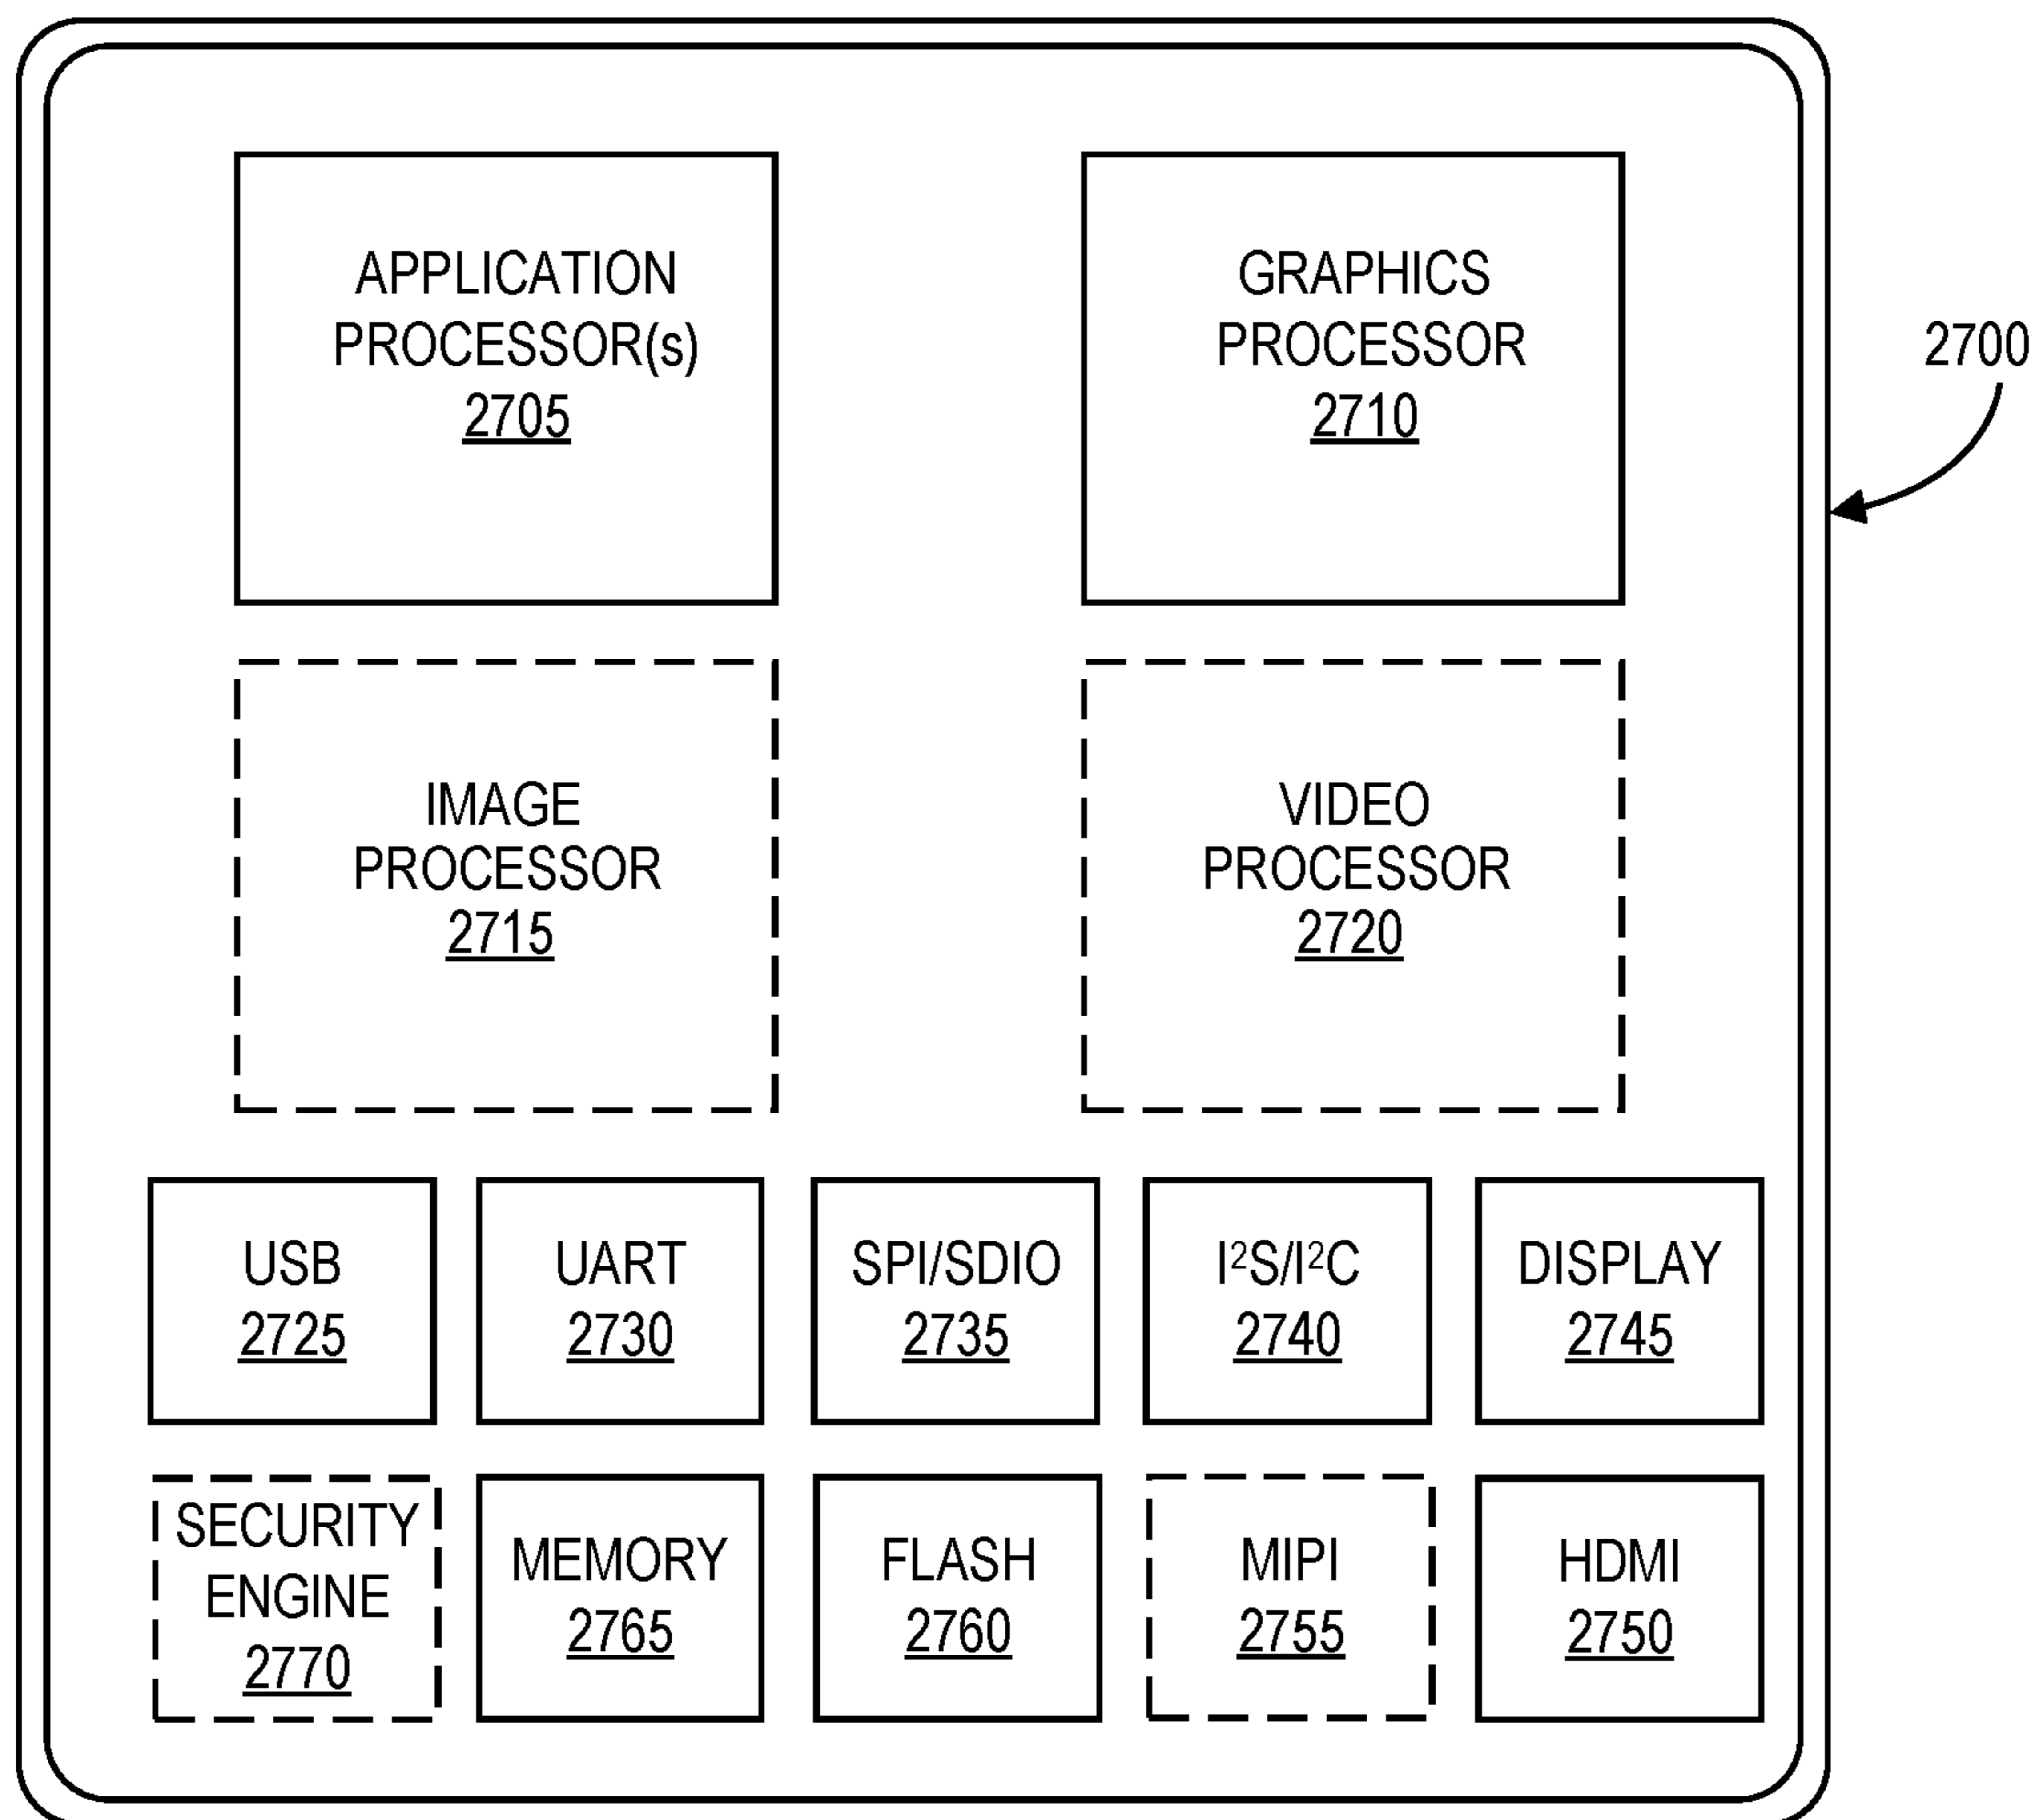 APPLICATION
PROCESSOR(s)
2705
GRAPHICS
PROCESSOR
2710
2700
IMAGE
PROCESSOR
2715
VIDEO
PROCESSOR
2720
USB
2725
UART
2730
SPI/SDIO
2735
I²S/I²C
2740
DISPLAY
2745
SECURITY
ENGINE
2770
MEMORY
2765
FLASH
2760
MIPI
2755
HDMI
2750